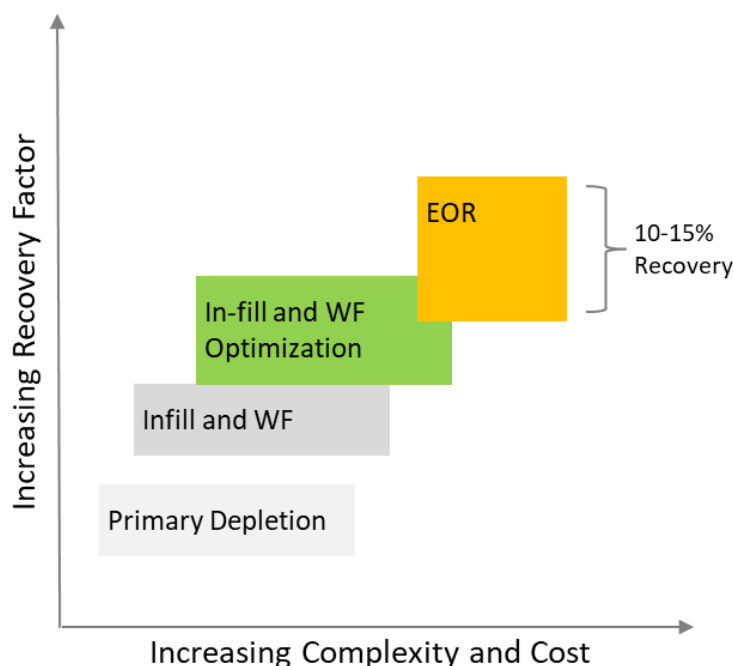 Increasing Recovery Factor
EOR
10-15%
Recovery
In-fill and WF
Optimization
Infill and WF
Primary Depletion
Increasing Complexity and Cost